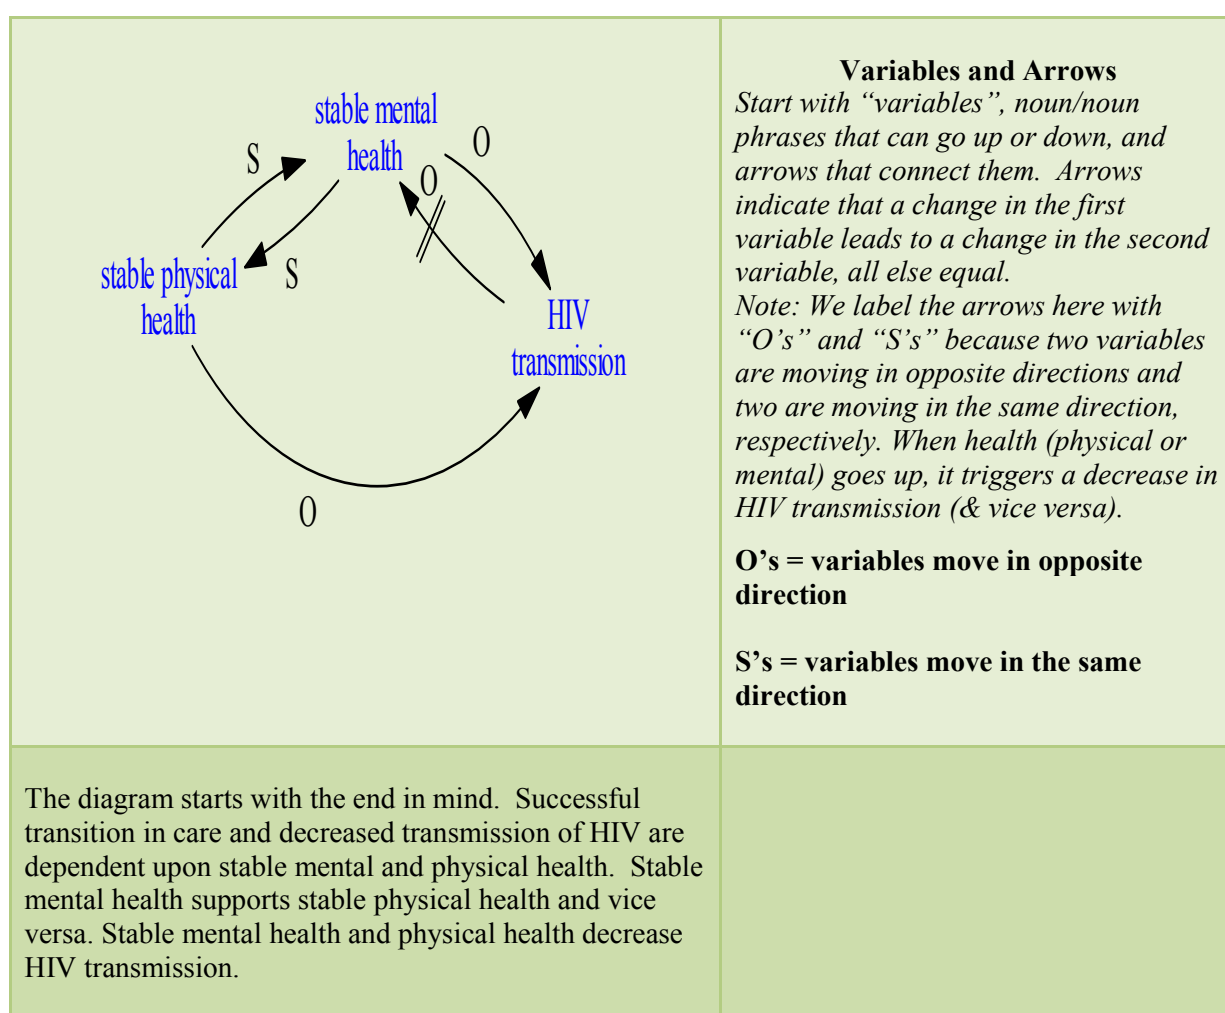 stable mental
health
S
O
O
S
stable physical
health
HIV
transmission
O
Variables and Arrows
Start with “variables”, noun/noun
phrases that can go up or down, and
arrows that connect them.  Arrows
indicate that a change in the first
variable leads to a change in the second
variable, all else equal.
Note: We label the arrows here with
“O’s” and “S’s” because two variables
are moving in opposite directions and
two are moving in the same direction,
respectively. When health (physical or
mental) goes up, it triggers a decrease in
HIV transmission (& vice versa).
O’s = variables move in opposite
direction
S’s = variables move in the same
direction
The diagram starts with the end in mind.  Successful
transition in care and decreased transmission of HIV are
dependent upon stable mental and physical health.  Stable
mental health supports stable physical health and vice
versa. Stable mental health and physical health decrease
HIV transmission.